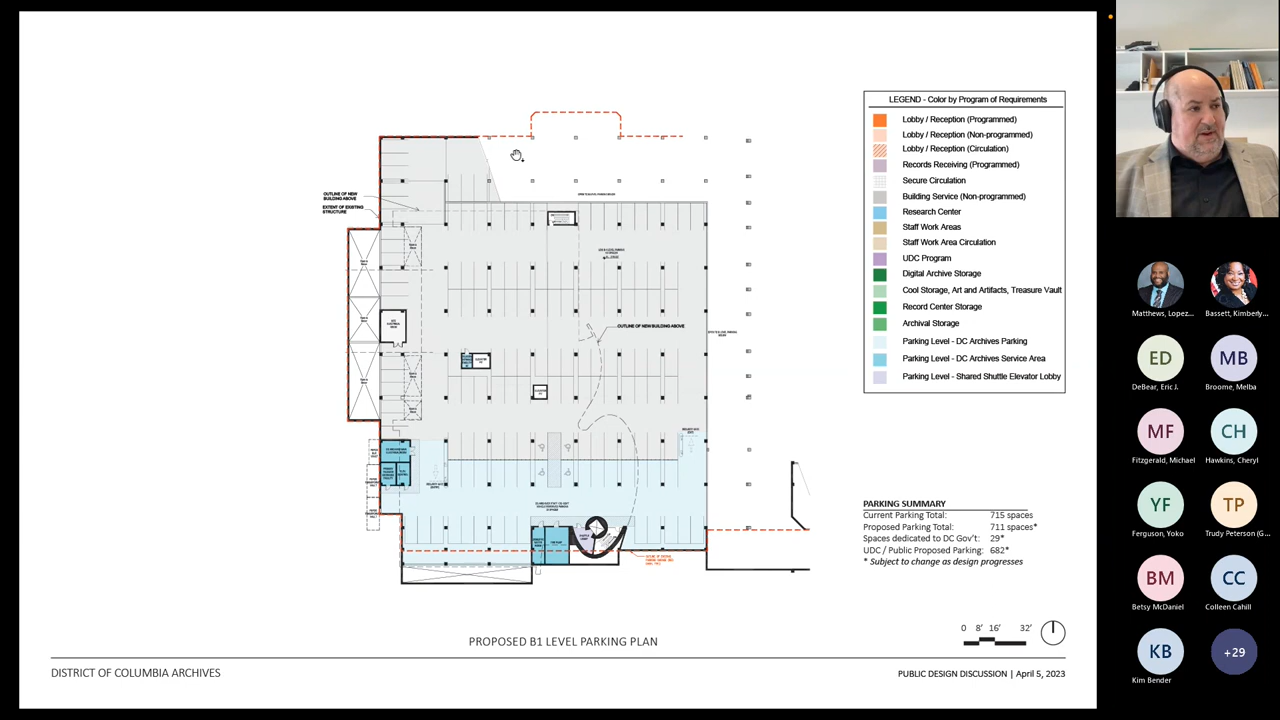 LEGEND - Color by Program of Requirements
Lobby / Reception (Programmed)
Lobby / Reception (Non-programmed)
Lobby / Reception (Circulation)
Records Receiving (Programmed)
Secure Circulation
Building Service (Non-programmed)
Research Center
Staff Work Areas
Staff Work Area Circulation
UDC Program
Digital Archive Storage
Cool Storage, Art and Artifacts, Treasure Vault
Record Center Storage
Archival Storage
Parking Level - DC Archives Parking
Parking Level - DC Archives Service Area
Parking Level - Shared Shuttle Elevator Lobby
OUTLINE OF NEW
BUILDING ABOVE
EXTENT OF EXISTING
STRUCTURE
OUTLINE OF NEW BUILDING ABOVE
PARKING SUMMARY
Current Parking Total: 715 spaces
Proposed Parking Total: 711 spaces*
Spaces dedicated to DC Gov't: 29*
UDC / Public Proposed Parking: 682*
* Subject to change as design progresses
0 8' 16' 32'
PROPOSED B1 LEVEL PARKING PLAN
DISTRICT OF COLUMBIA ARCHIVES
PUBLIC DESIGN DISCUSSION | April 5, 2023
Matthews, Lopez...
Bassett, Kimberly...
ED
MB
DeBear, Eric J.
Broome, Melba
MF
CH
Fitzgerald, Michael
Hawkins, Cheryl
YF
TP
Ferguson, Yoko
Trudy Peterson (G...
BM
CC
Betsy McDaniel
Colleen Cahill
KB
+29
Kim Bender